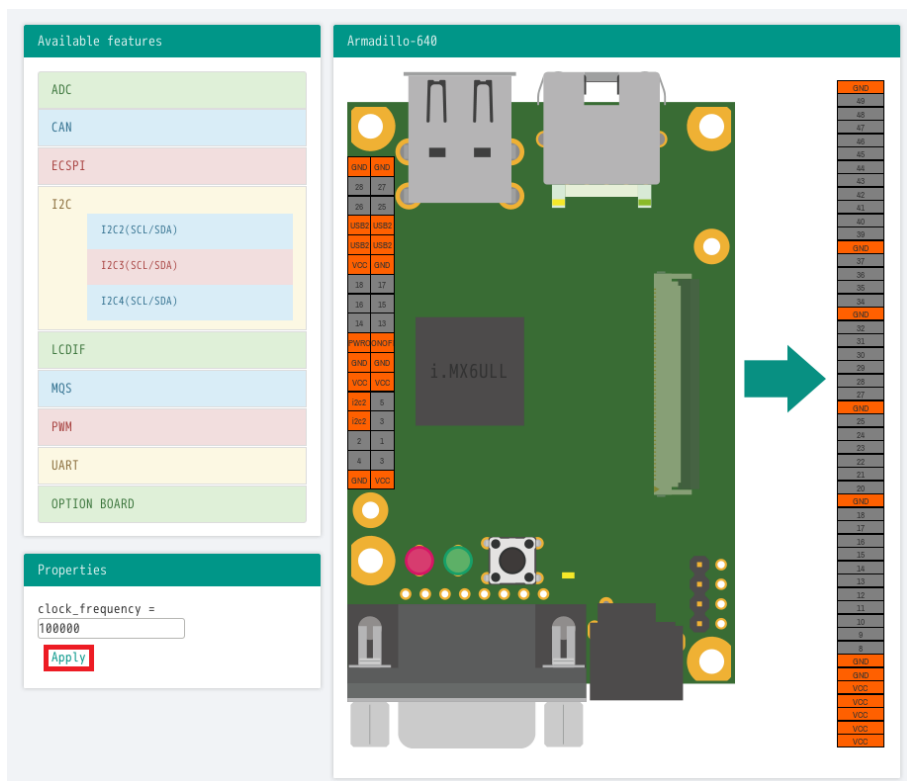 Available features
ADC
CAN
ECSPI
I2C
I2C2(SCL/SDA)
I2C3(SCL/SDA)
I2C4(SCL/SDA)
LCDIF
MQS
PWM
UART
OPTION BOARD
Properties
clock_frequency =
100000
Apply
Armadillo-640
GND GND
28 27
26 25
USB2 USB2
USB2 USB2
VCC GND
18 17
16 15
14 13
PWRO ONOF
GND GND
VCC VCC
i2c2 5
i2c2 3
2 1
4 3
GND VCC
i.MX6ULL
GND
49
48
47
46
45
44
43
42
41
40
39
GND
37
36
35
34
GND
32
31
30
29
28
27
GND
25
24
23
22
21
20
GND
18
17
16
15
14
13
12
11
10
9
8
GND
GND
VCC
VCC
VCC
VCC
VCC